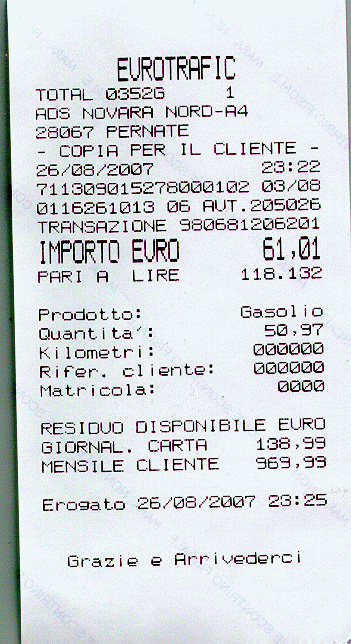 EUROTRAFIC
TOTAL 0352G 1
ADS NOVARA NORD-A4
28067 PERNATE
- COPIA PER IL CLIENTE -
26/08/2007 23:22
711309015278000102 03/08
0116261013 06 AUT.205026
TRANSAZIONE 980681206201
IMPORTO EURO 61,01
PARI A LIRE 118.132
Prodotto: Gasolio
Quantita': 50,97
Kilometri: 000000
Rifer. cliente: 000000
Matricola: 0000
RESIDUO DISPONIBILE EURO
GIORNAL. CARTA 138,99
MENSILE CLIENTE 969,99
Erogato 26/08/2007 23:25
Grazie e Arrivederci